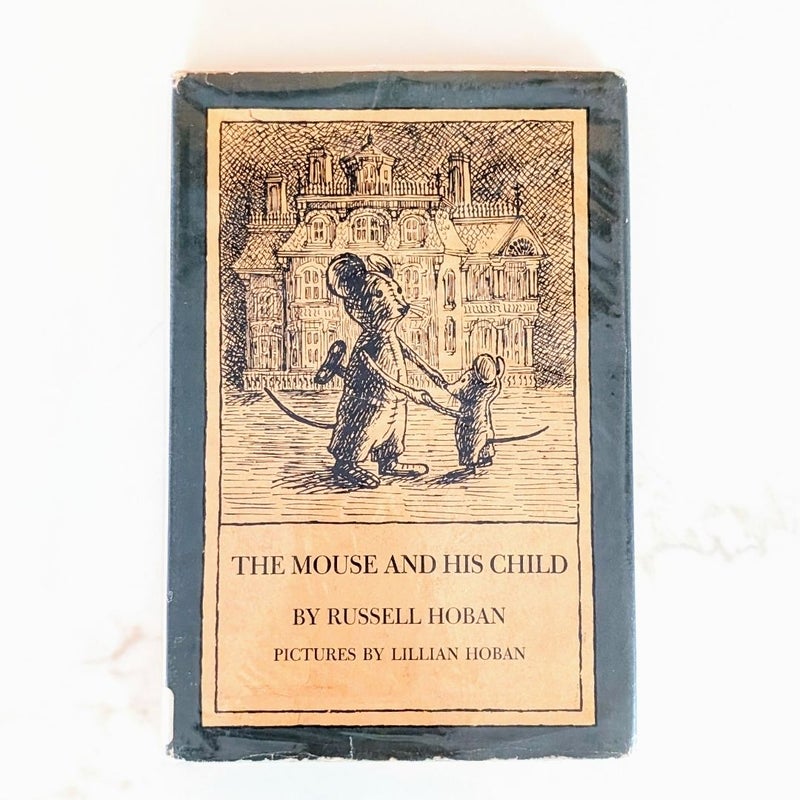 THE MOUSE AND HIS CHILD
BY RUSSELL HOBAN
PICTURES BY LILLIAN HOBAN